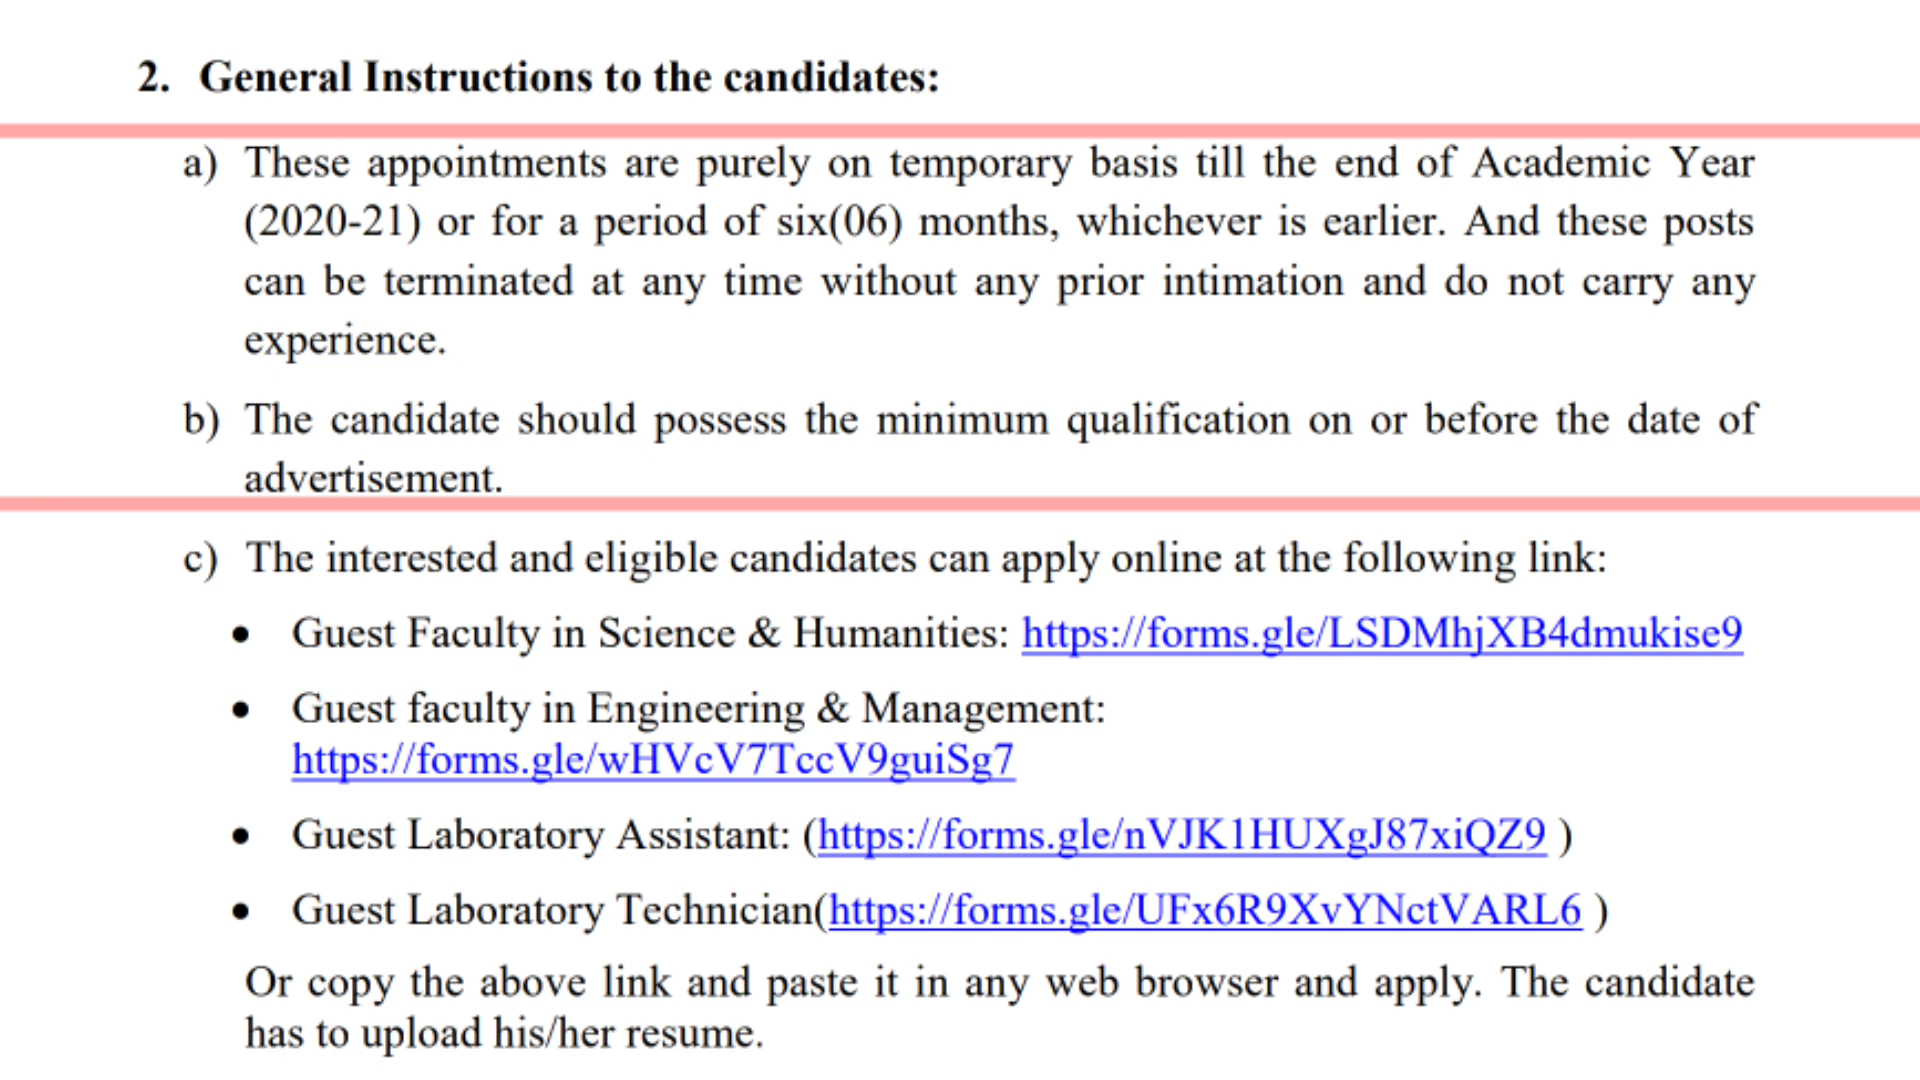 2. General Instructions to the candidates:
a) These appointments are purely on temporary basis till the end of Academic Year
(2020-21) or for a period of six(06) months, whichever is earlier. And these posts
can be terminated at any time without any prior intimation and do not carry any
experience.
b) The candidate should possess the minimum qualification on or before the date of
advertisement.
c) The interested and eligible candidates can apply online at the following link:
• Guest Faculty in Science & Humanities: https://forms.gle/LSDMhjXB4dmukise9
• Guest faculty in Engineering & Management:
https://forms.gle/wHVcV7TccV9guiSg7
• Guest Laboratory Assistant: (https://forms.gle/nVJK1HUXgJ87xiQZ9 )
• Guest Laboratory Technician(https://forms.gle/UFx6R9XvYNctVARL6 )
Or copy the above link and paste it in any web browser and apply. The candidate
has to upload his/her resume.